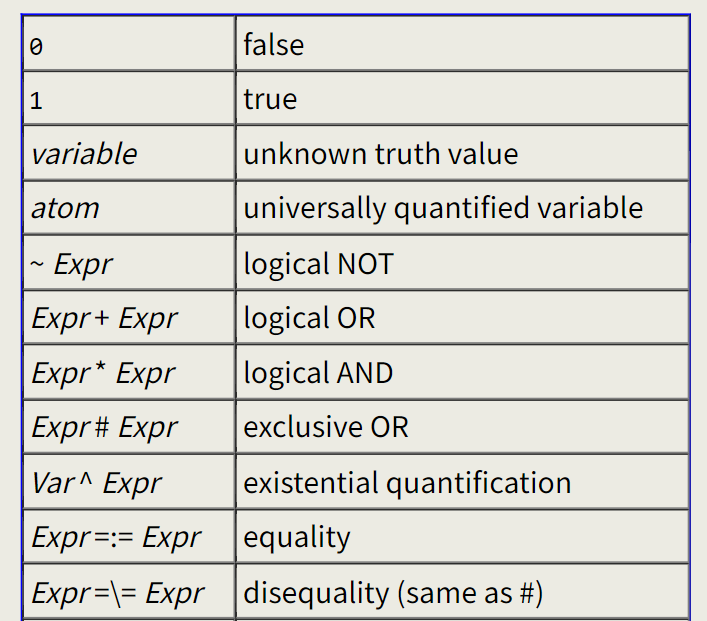 0 false
1 true
variable unknown truth value
atom universally quantified variable
~ Expr logical NOT
Expr + Expr logical OR
Expr * Expr logical AND
Expr # Expr exclusive OR
Var ^ Expr existential quantification
Expr =:= Expr equality
Expr =\= Expr disequality (same as #)